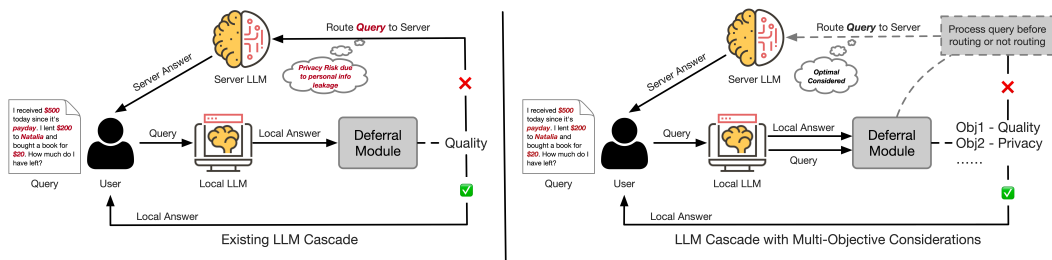 Route Query to Server
Privacy Risk due
to personal info
leakage
Server LLM
Server Answer
I received $500
today since it's
payday. I lent $200
to Natalia and
bought a book for
$20. How much do I
have left?
Query
User
Query
Local LLM
Local Answer
Deferral
Module
Quality
Local Answer
Existing LLM Cascade
Route Query to Server
Process query before
routing or not routing
Optimal
Considered
Server LLM
Server Answer
I received $500
today since it's
payday. I lent $200
to Natalia and
bought a book for
$20. How much do I
have left?
Query
User
Query
Local LLM
Local Answer
Query
Deferral
Module
Obj1 - Quality
Obj2 - Privacy
......
Local Answer
LLM Cascade with Multi-Objective Considerations